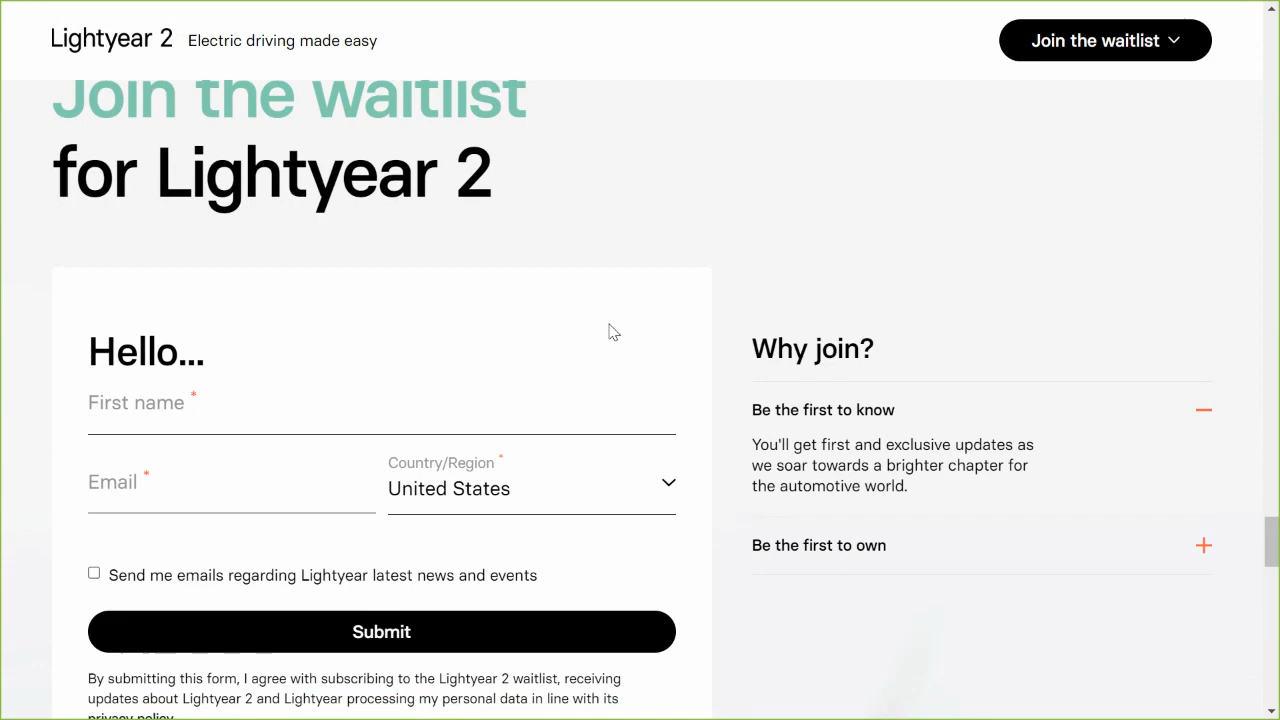 Lightyear 2 Electric driving made easy
Join the waitlist
Join the waitlist
for Lightyear 2
Hello...
First name *
Email *
Country/Region *
United States
Send me emails regarding Lightyear latest news and events
Submit
By submitting this form, I agree with subscribing to the Lightyear 2 waitlist, receiving
updates about Lightyear 2 and Lightyear processing my personal data in line with its
privacy policy.
Why join?
Be the first to know
You'll get first and exclusive updates as
we soar towards a brighter chapter for
the automotive world.
Be the first to own